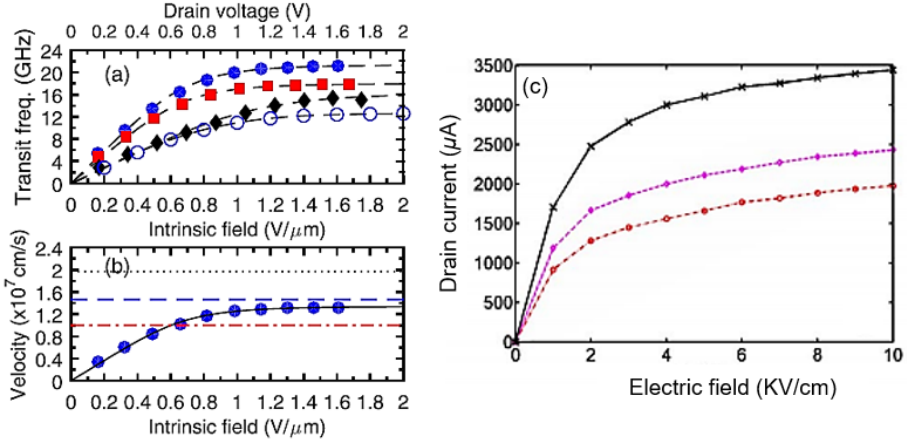 Drain voltage (V)
0 0.2 0.4 0.6 0.8 1 1.2 1.4 1.6 1.8 2
Transit freq. (GHz)
24
20
16
12
8
4
0
(a)
0 0.2 0.4 0.6 0.8 1 1.2 1.4 1.6 1.8 2
Intrinsic field (V/μm)
Velocity (x10⁷ cm/s)
2.4
2
1.6
1.2
0.8
0.4
0
(b)
0 0.2 0.4 0.6 0.8 1 1.2 1.4 1.6 1.8 2
Intrinsic field (V/μm)
Drain current (μA)
3500
3000
2500
2000
1500
1000
500
0
(c)
0 2 4 6 8 10
Electric field (KV/cm)